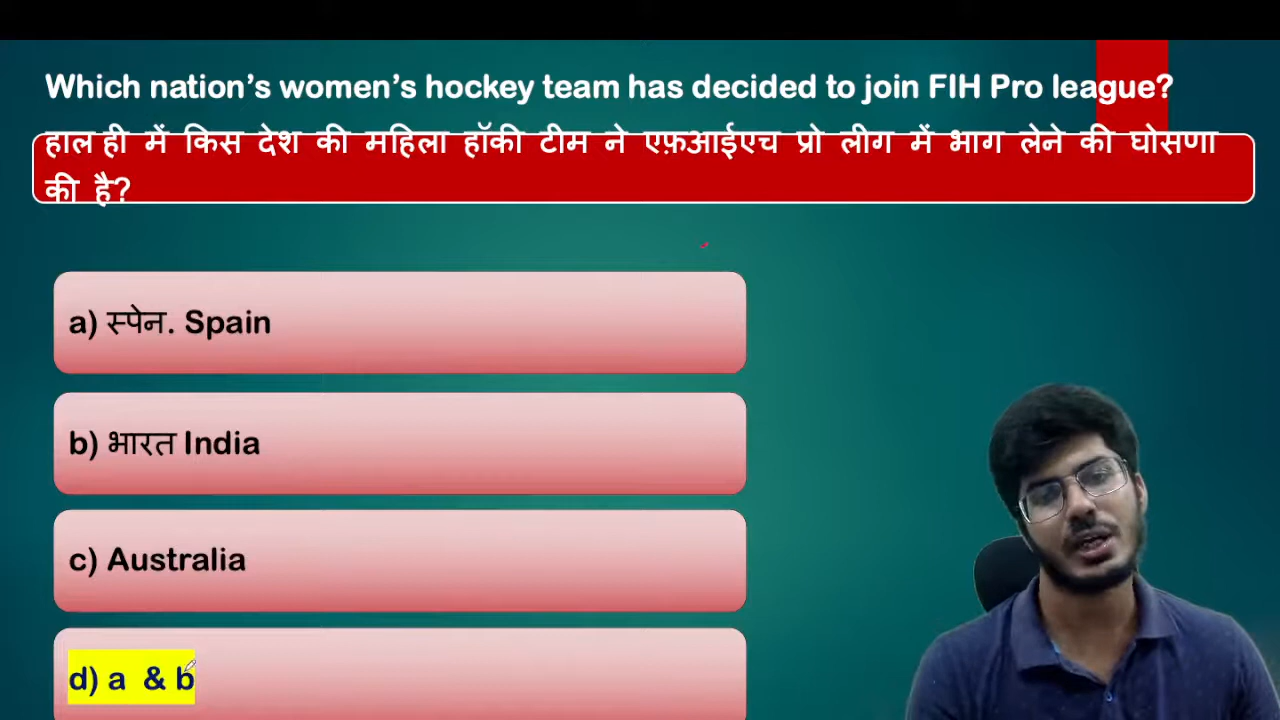 Which nation's women's hockey team has decided to join FIH Pro league?
हाल ही में किस देश की महिला हॉकी टीम ने एफ़आईएच प्रो लीग में भाग लेने की घोसणा
की है?
a) स्पेन. Spain
b) भारत India
c) Australia
d) a & b